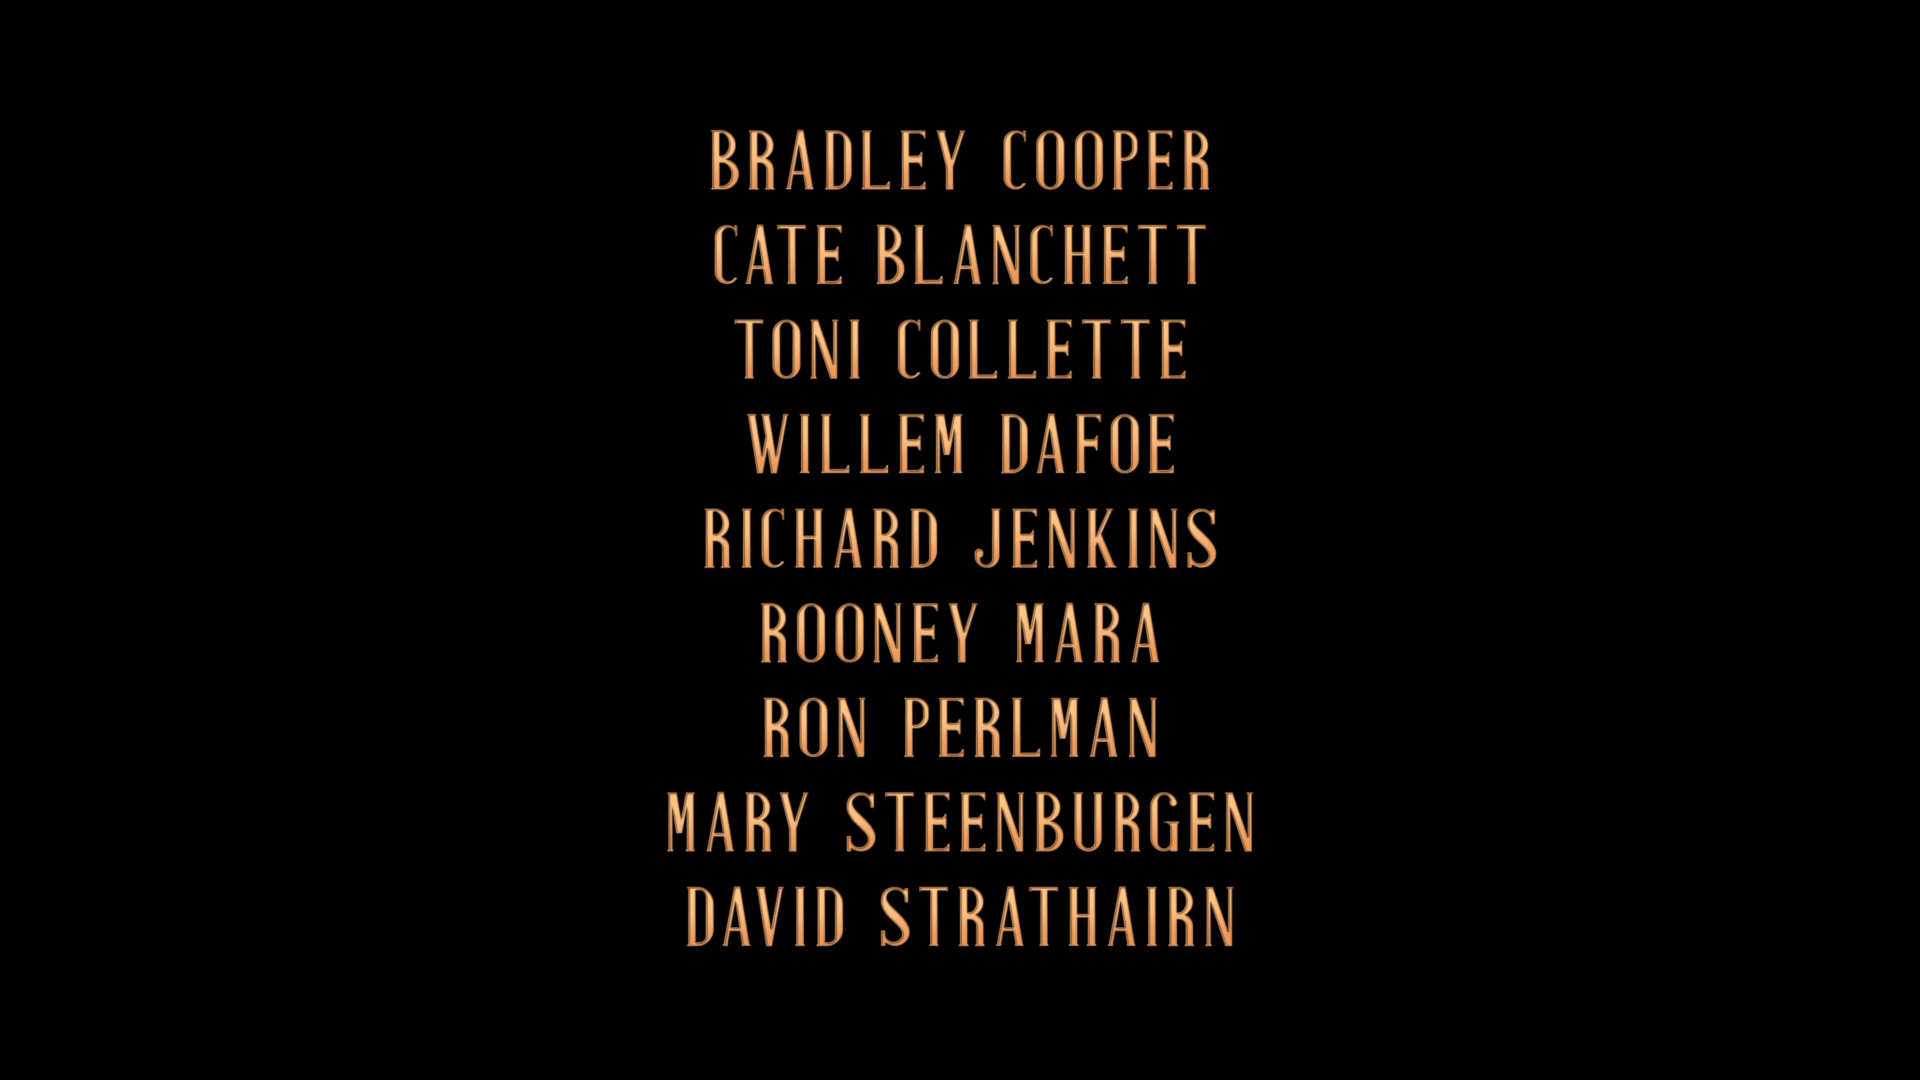 BRADLEY COOPER
CATE BLANCHETT
TONI COLLETTE
WILLEM DAFOE
RICHARD JENKINS
ROONEY MARA
RON PERLMAN
MARY STEENBURGEN
DAVID STRATHAIRN